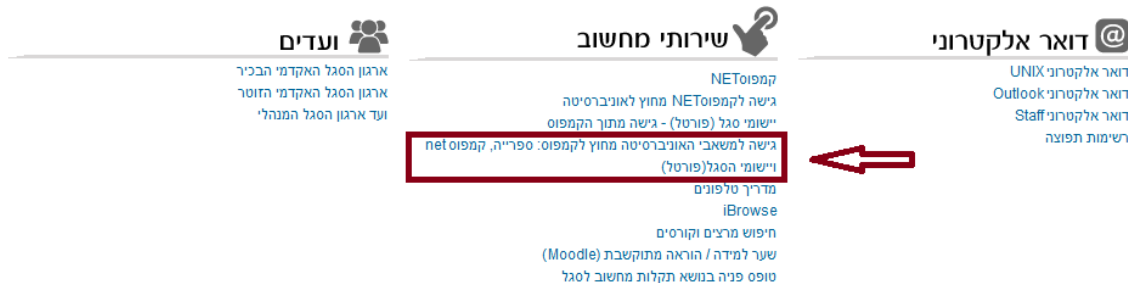 דואר אלקטרוני
דואר אלקטרוני UNIX
דואר אלקטרוני Outlook
דואר אלקטרוני Staff
רשימות תפוצה
שירותי מחשוב
קמפוסNET
גישה לקמפוסNET מחוץ לאוניברסיטה
יישומי סגל (פורטל) - גישה מתוך הקמפוס
גישה למשאבי האוניברסיטה מחוץ לקמפוס: ספרייה, קמפוס net
ויישומי הסגל(פורטל)
מדריך טלפונים
iBrowse
חיפוש מרצים וקורסים
שער למידה / הוראה מתוקשבת (Moodle)
טופס פניה בנושא תקלות מחשוב לסגל
ועדים
ארגון הסגל האקדמי הבכיר
ארגון הסגל האקדמי הזוטר
ועד ארגון הסגל המנהלי